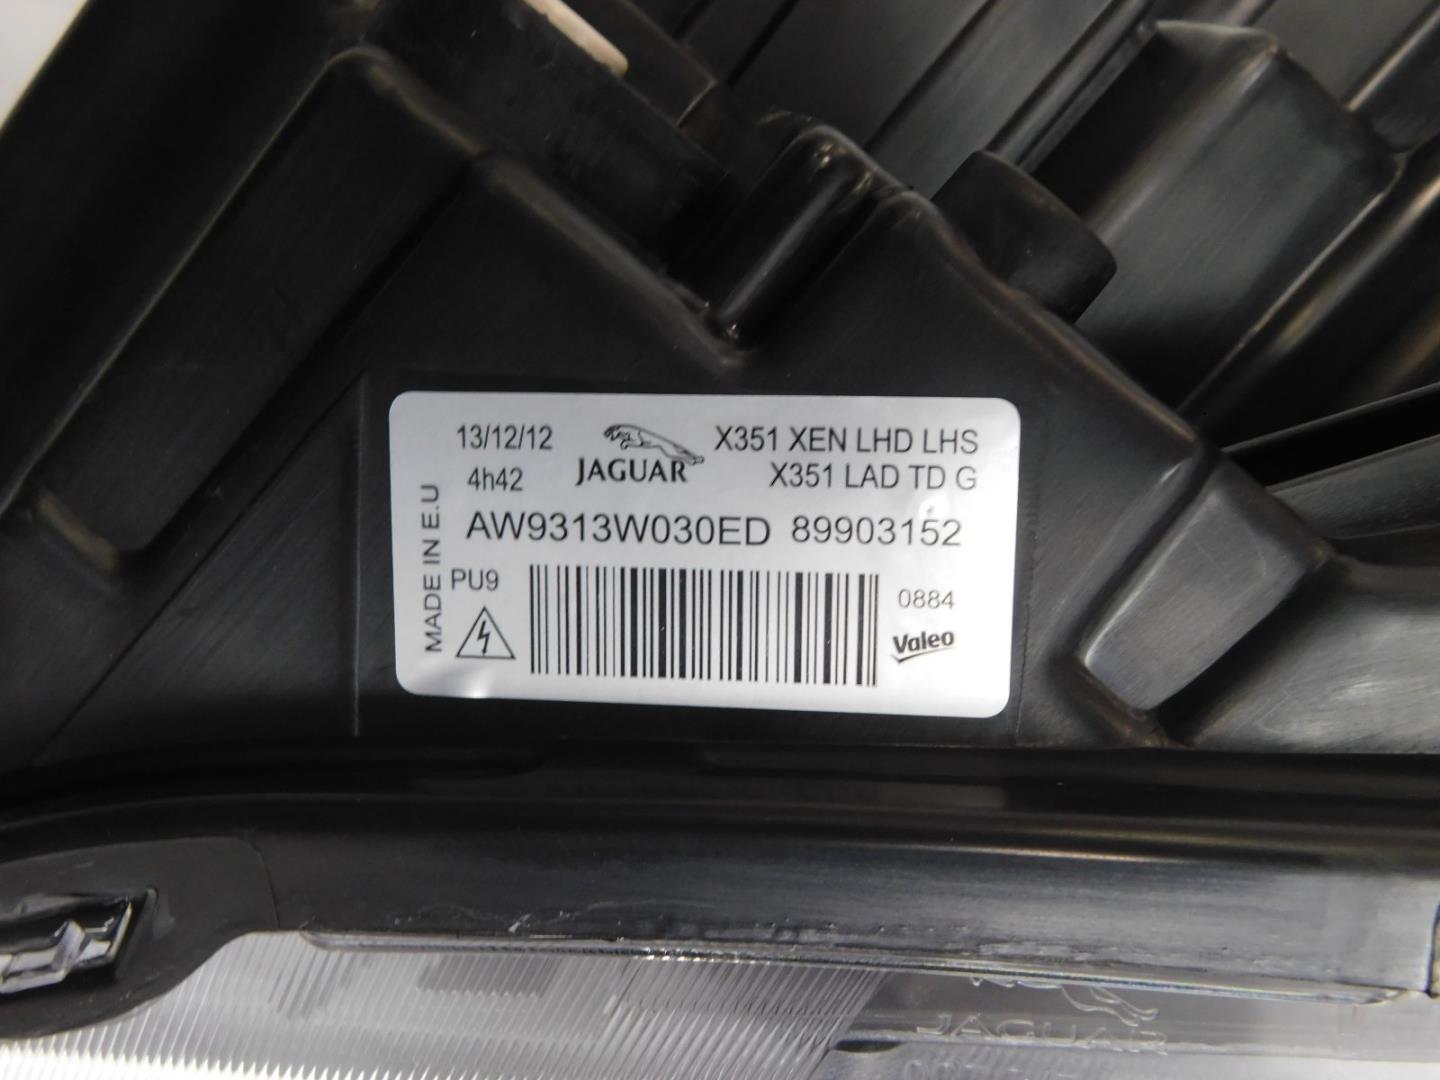 13/12/12
4h42
JAGUAR
X351 XEN LHD LHS
X351 LAD TD G
AW9313W030ED 89903152
MADE IN E.U
PU9
0884
Valeo
JAGUAR